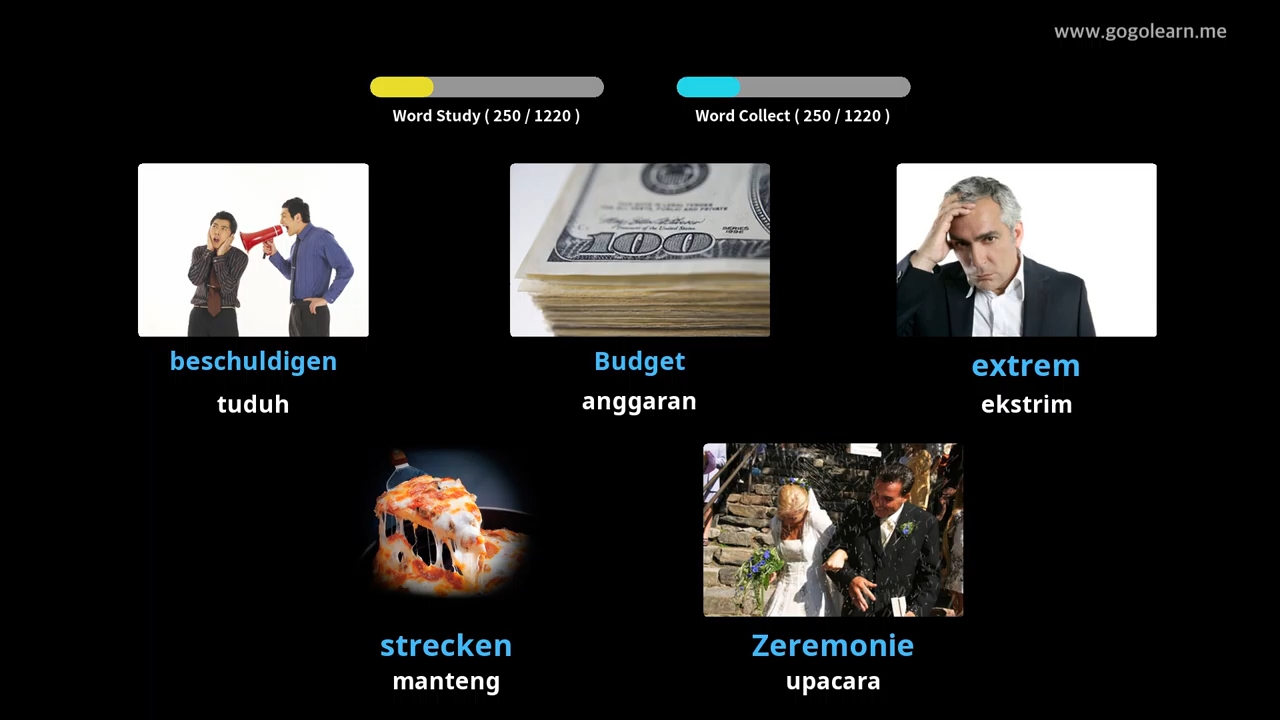 www.gogolearn.me
Word Study ( 250 / 1220 )
Word Collect ( 250 / 1220 )
100
beschuldigen
tuduh
Budget
anggaran
extrem
ekstrim
strecken
manteng
Zeremonie
upacara